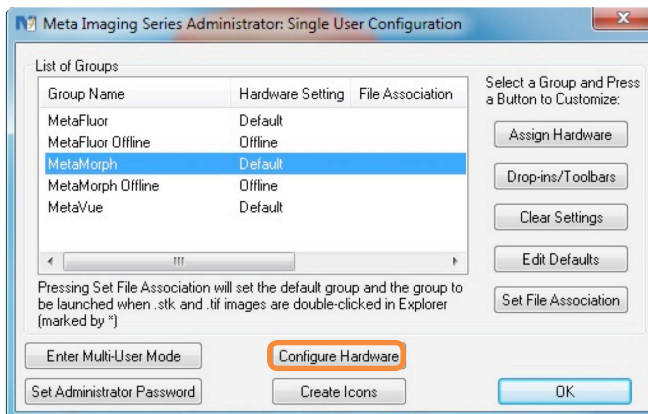 Meta Imaging Series Administrator: Single User Configuration
List of Groups
Group Name Hardware Setting File Association
MetaFluor Default
MetaFluor Offline Offline
MetaMorph Default
MetaMorph Offline Offline
MetaVue Default
Pressing Set File Association will set the default group and the group to
be launched when .stk and .tif images are double-clicked in Explorer
(marked by *)
Select a Group and Press
a Button to Customize:
Assign Hardware
Drop-ins/Toolbars
Clear Settings
Edit Defaults
Set File Association
Enter Multi-User Mode Configure Hardware
Set Administrator Password Create Icons OK